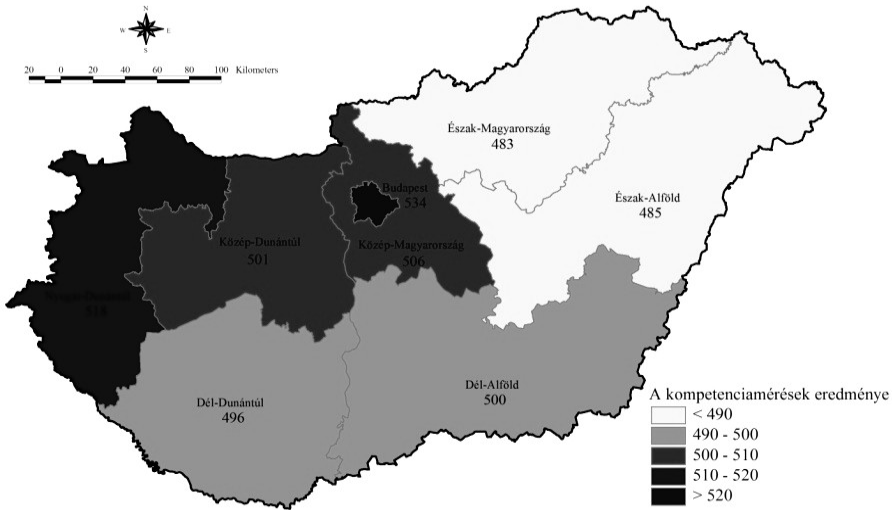 N
W E
S
20 0 20 40 60 80 100 Kilometers
Észak-Magyarország
483
Budapest
534
Észak-Alföld
485
Közép-Dunántúl
501
Közép-Magyarország
506
Nyugat-Dunántúl
518
Dél-Alföld
500
Dél-Dunántúl
496
A kompetenciamérések eredménye
< 490
490 - 500
500 - 510
510 - 520
> 520